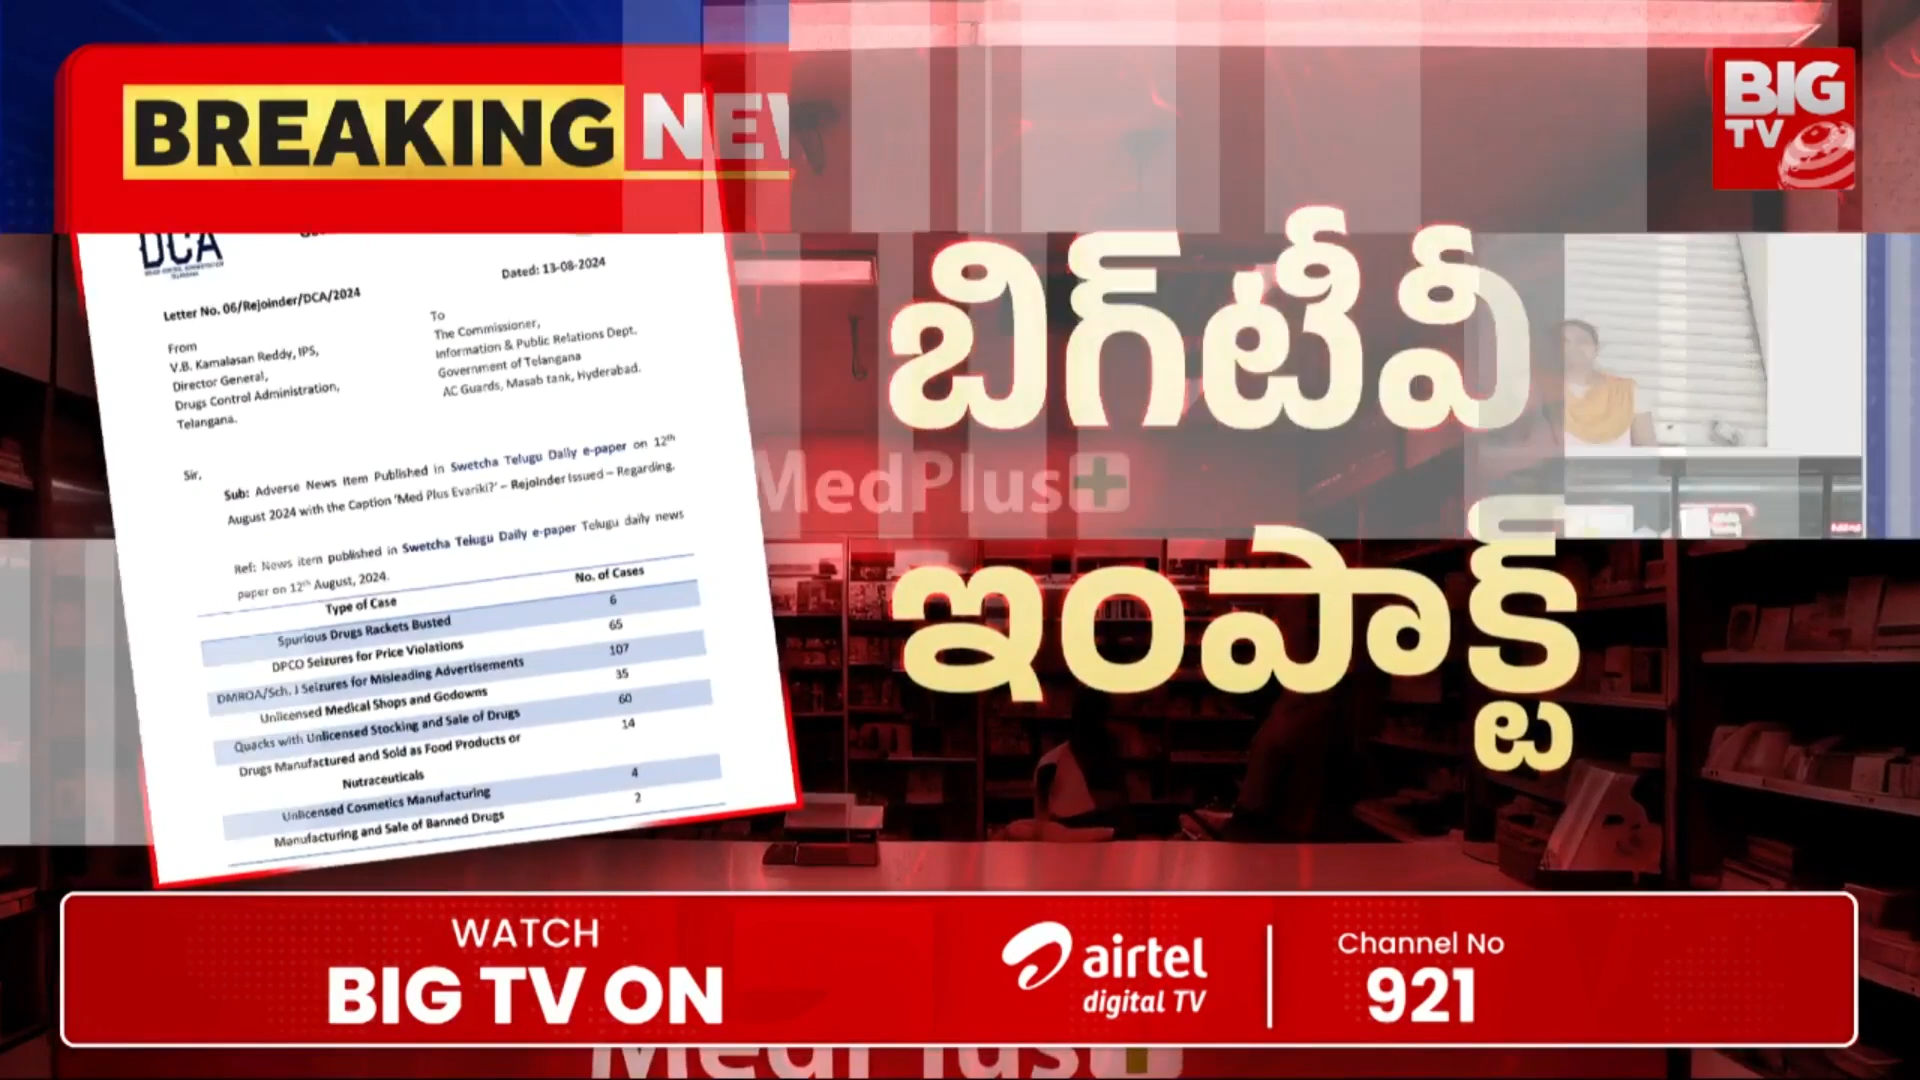 BREAKING NEW
BIG
TV
DCA
DRUGS CONTROL ADMINISTRATION
TELANGANA
Dated: 13-08-2024
Letter No. 06/Rejoinder/DCA/2024
From
V.B. Kamalasan Reddy, IPS,
Director General,
Drugs Control Administration,
Telangana.
To
The Commissioner,
Information & Public Relations Dept.
Government of Telangana
AC Guards, Masab tank, Hyderabad.
Sir,
Sub: Adverse News Item Published in Swetcha Telugu Daily e-paper on 12th
August 2024 with the Caption 'Med Plus Evariki?' – Rejoinder Issued – Regarding.
Ref: News item published in Swetcha Telugu Daily e-paper Telugu daily news
paper on 12th August, 2024.
Type of Case No. of Cases
Spurious Drugs Rackets Busted 6
DPCO Seizures for Price Violations 65
DMROA/Sch. J Seizures for Misleading Advertisements 107
Unlicensed Medical Shops and Godowns 35
Quacks with Unlicensed Stocking and Sale of Drugs 60
Drugs Manufactured and Sold as Food Products or 14
Nutraceuticals
Unlicensed Cosmetics Manufacturing 4
Manufacturing and Sale of Banned Drugs 2
బిగ్‌టీవీ
MedPlus
ఇంపాక్ట్
WATCH
BIG TV ON
airtel
digital TV
Channel No
921
MedPlus